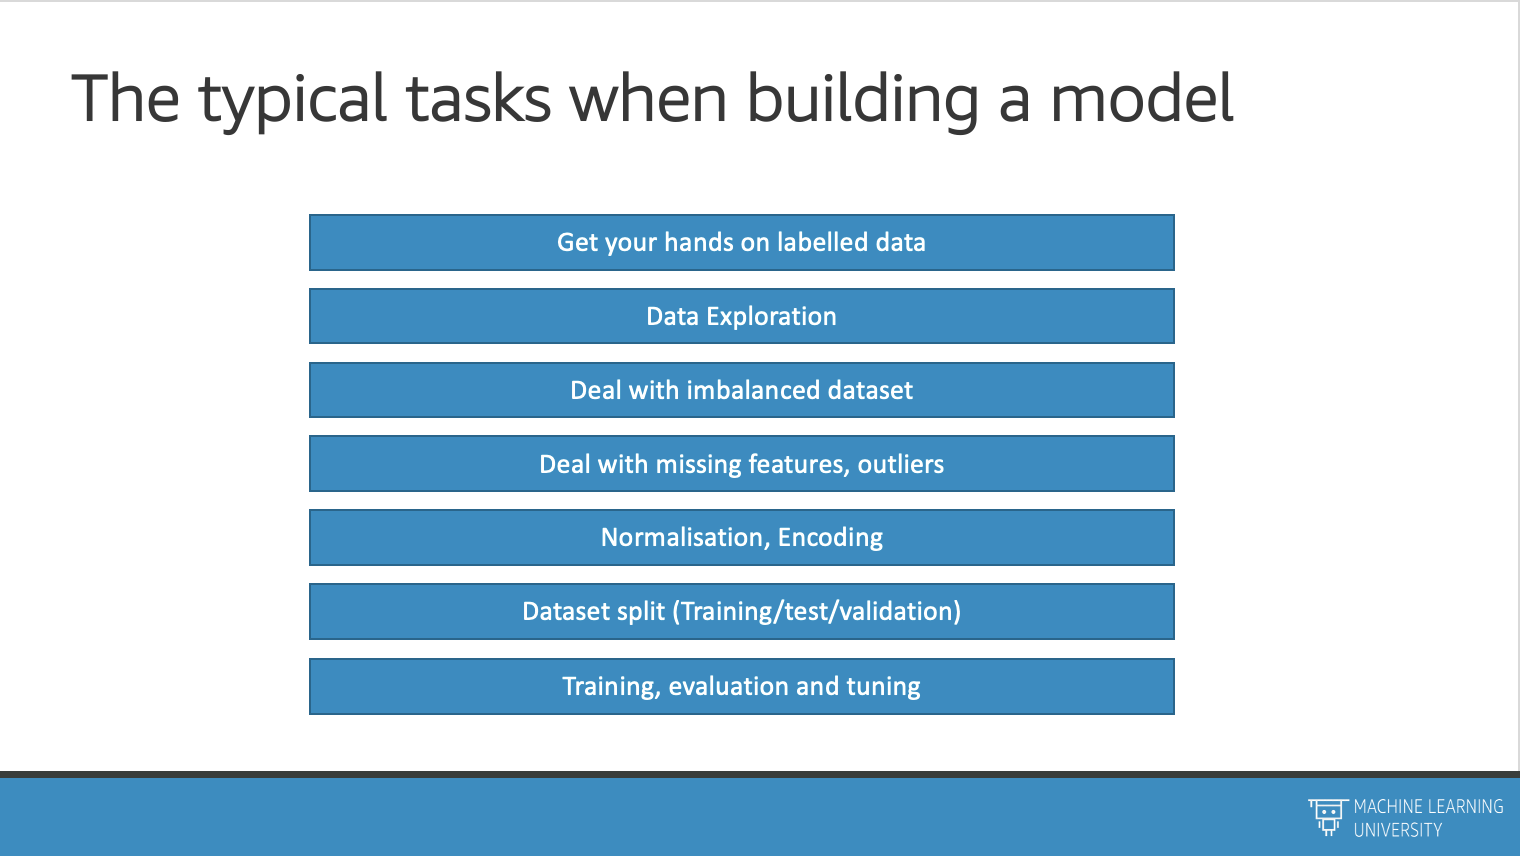 The typical tasks when building a model
Get your hands on labelled data
Data Exploration
Deal with imbalanced dataset
Deal with missing features, outliers
Normalisation, Encoding
Dataset split (Training/test/validation)
Training, evaluation and tuning
MACHINE LEARNING
UNIVERSITY